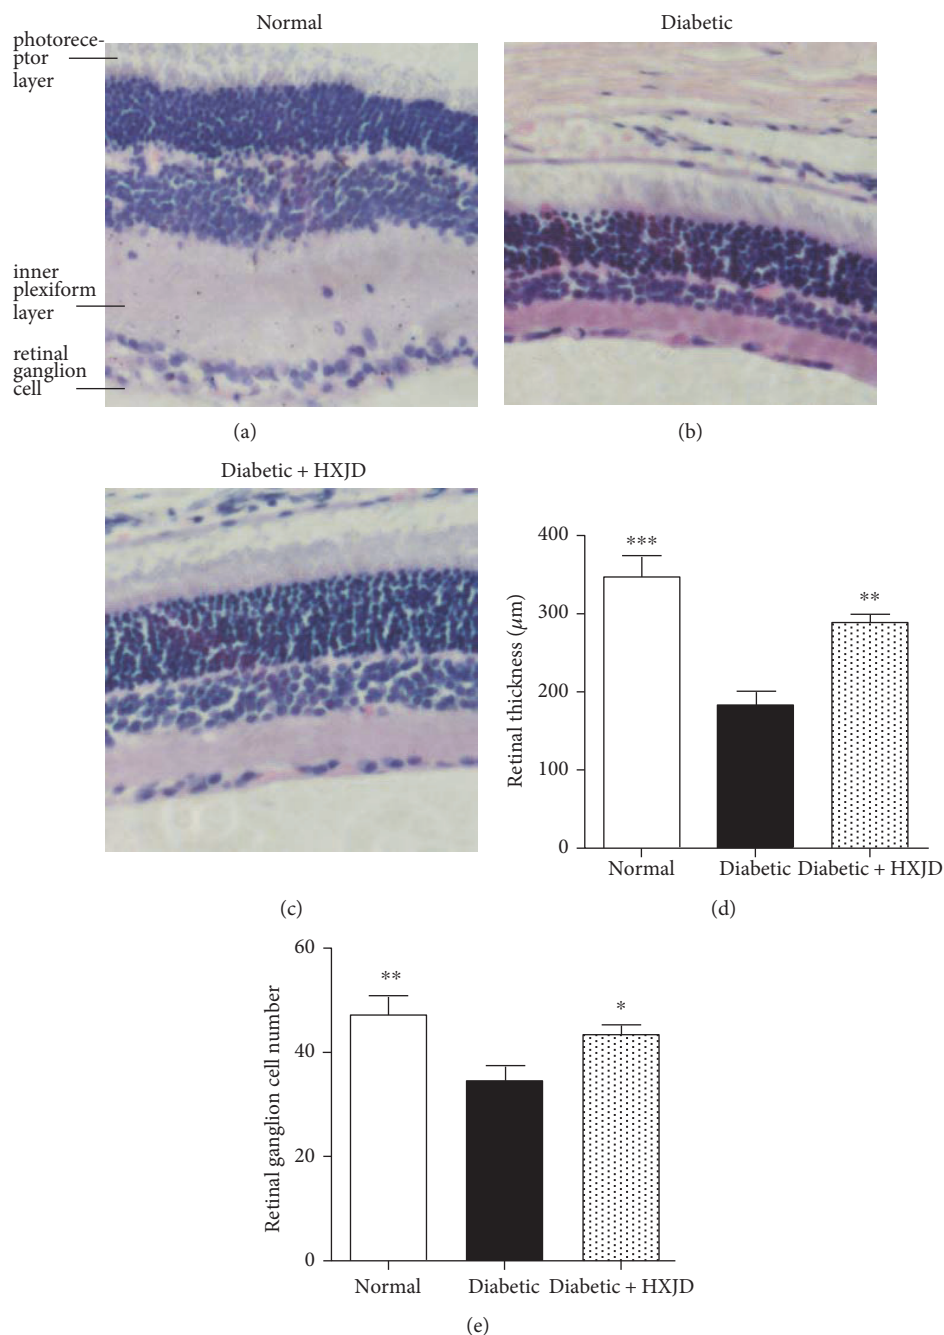 Normal
Diabetic
photorece-
ptor
layer
inner
plexiform
layer
retinal
ganglion
cell
(a)
(b)
Diabetic + HXJD
(c)
Retinal thickness (μm)
400
300
200
100
0
***
**
Normal
Diabetic
Diabetic + HXJD
(d)
Retinal ganglion cell number
60
40
20
0
**
*
Normal
Diabetic
Diabetic + HXJD
(e)